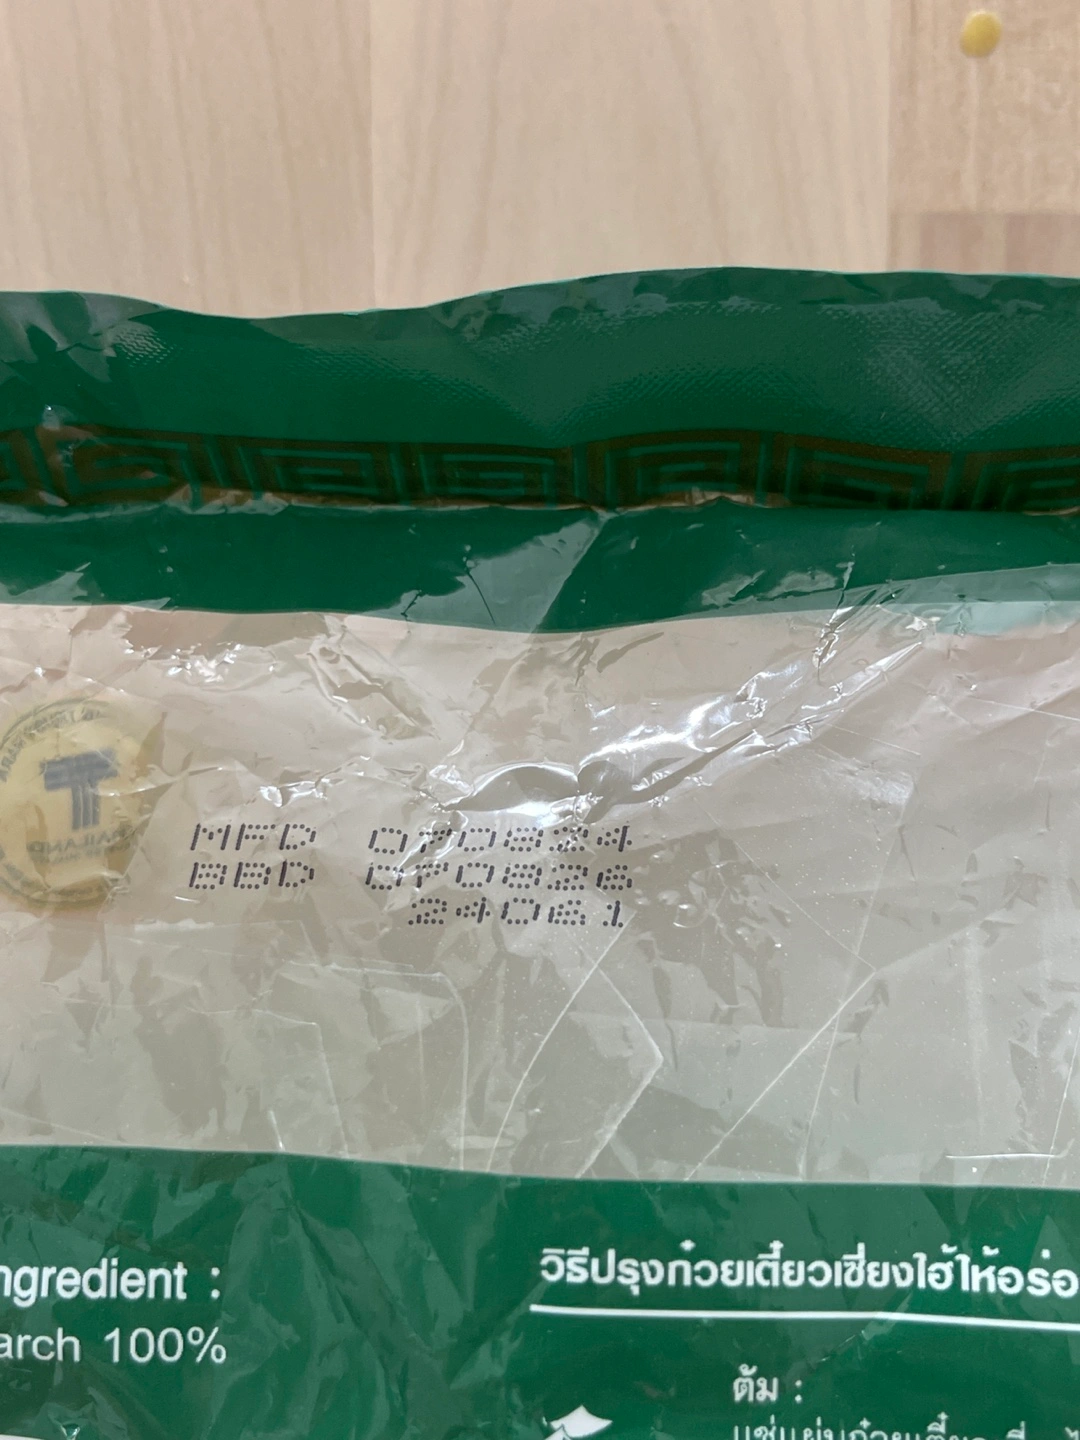 MFD 070824
BBD 070826
24061
ngredient :
arch 100%
วิธีปรุงก๋วยเตี๋ยวเซี่ยงไฮ้ให้อร่อ
ต้ม :